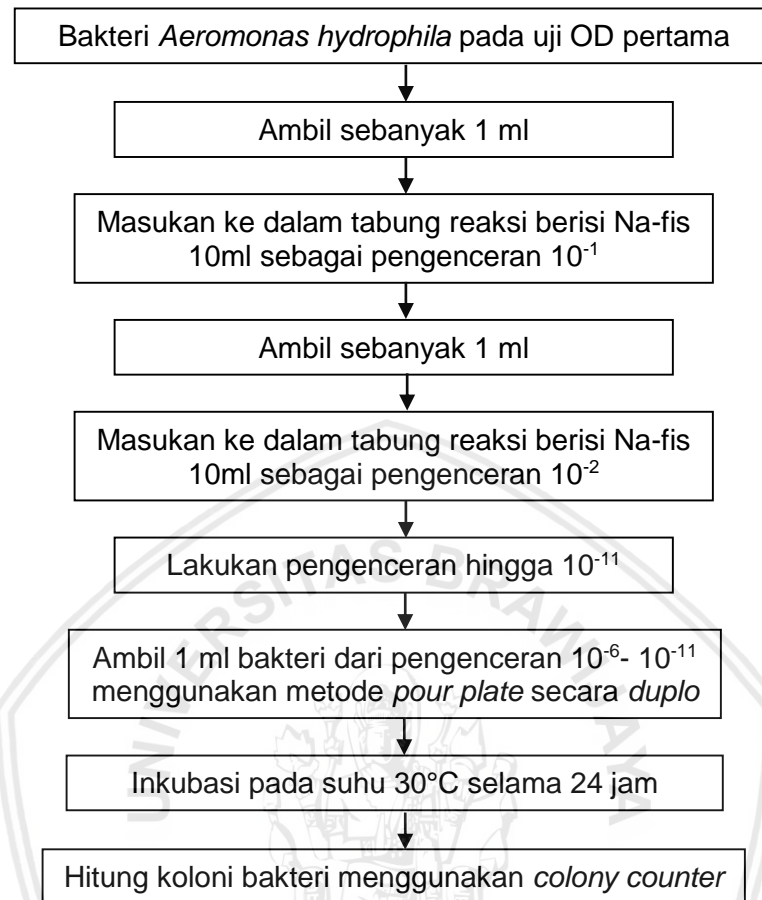 Bakteri Aeromonas hydrophila pada uji OD pertama
Ambil sebanyak 1 ml
Masukan ke dalam tabung reaksi berisi Na-fis
10ml sebagai pengenceran 10⁻¹
Ambil sebanyak 1 ml
Masukan ke dalam tabung reaksi berisi Na-fis
10ml sebagai pengenceran 10⁻²
Lakukan pengenceran hingga 10⁻¹¹
Ambil 1 ml bakteri dari pengenceran 10⁻⁶- 10⁻¹¹
menggunakan metode pour plate secara duplo
Inkubasi pada suhu 30°C selama 24 jam
Hitung koloni bakteri menggunakan colony counter
UNIVERSITAS BRAWIJAYA